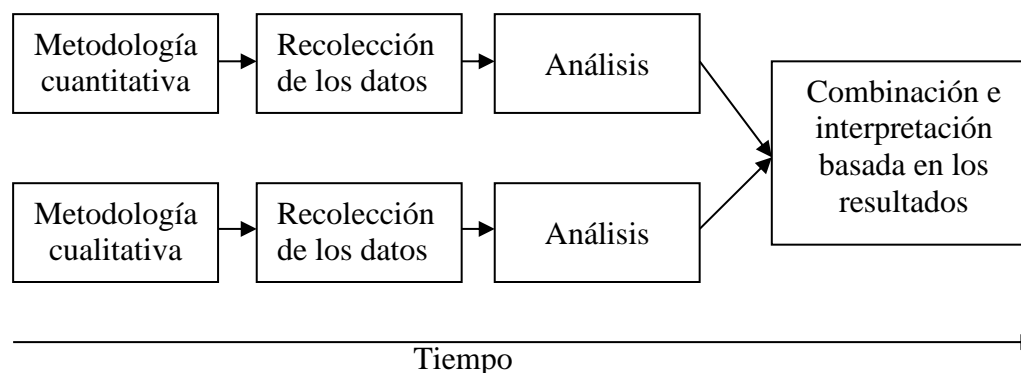 Metodología
cuantitativa
Recolección
de los datos
Análisis
Combinación e
interpretación
basada en los
resultados
Metodología
cualitativa
Recolección
de los datos
Análisis
Tiempo